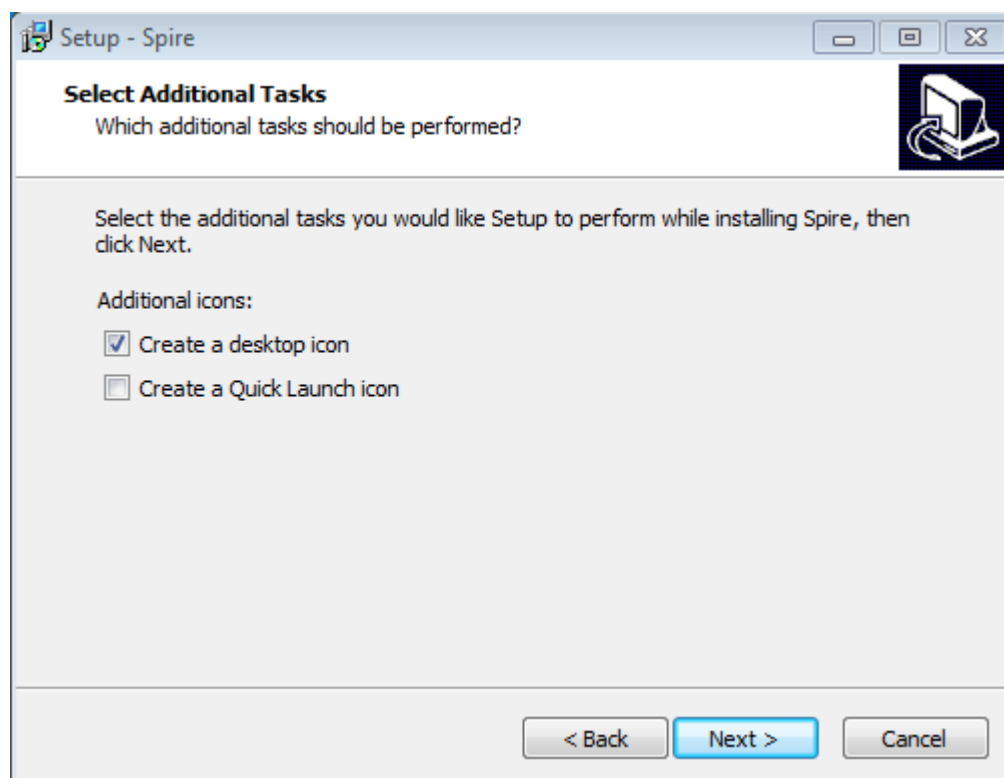 Setup - Spire
Select Additional Tasks
Which additional tasks should be performed?
Select the additional tasks you would like Setup to perform while installing Spire, then
click Next.
Additional icons:
Create a desktop icon
Create a Quick Launch icon
< Back
Next >
Cancel